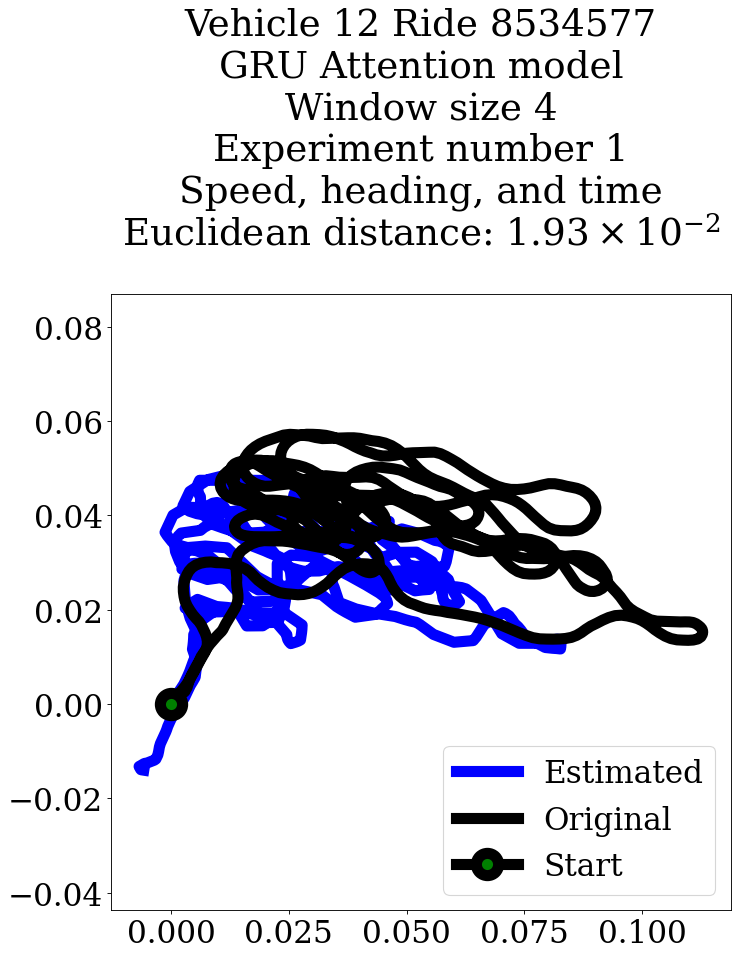 Vehicle 12 Ride 8534577
GRU Attention model
Window size 4
Experiment number 1
Speed, heading, and time
Euclidean distance: 1.93 × 10⁻²
0.08
0.06
0.04
0.02
0.00
−0.02
−0.04
0.000 0.025 0.050 0.075 0.100
Estimated
Original
Start